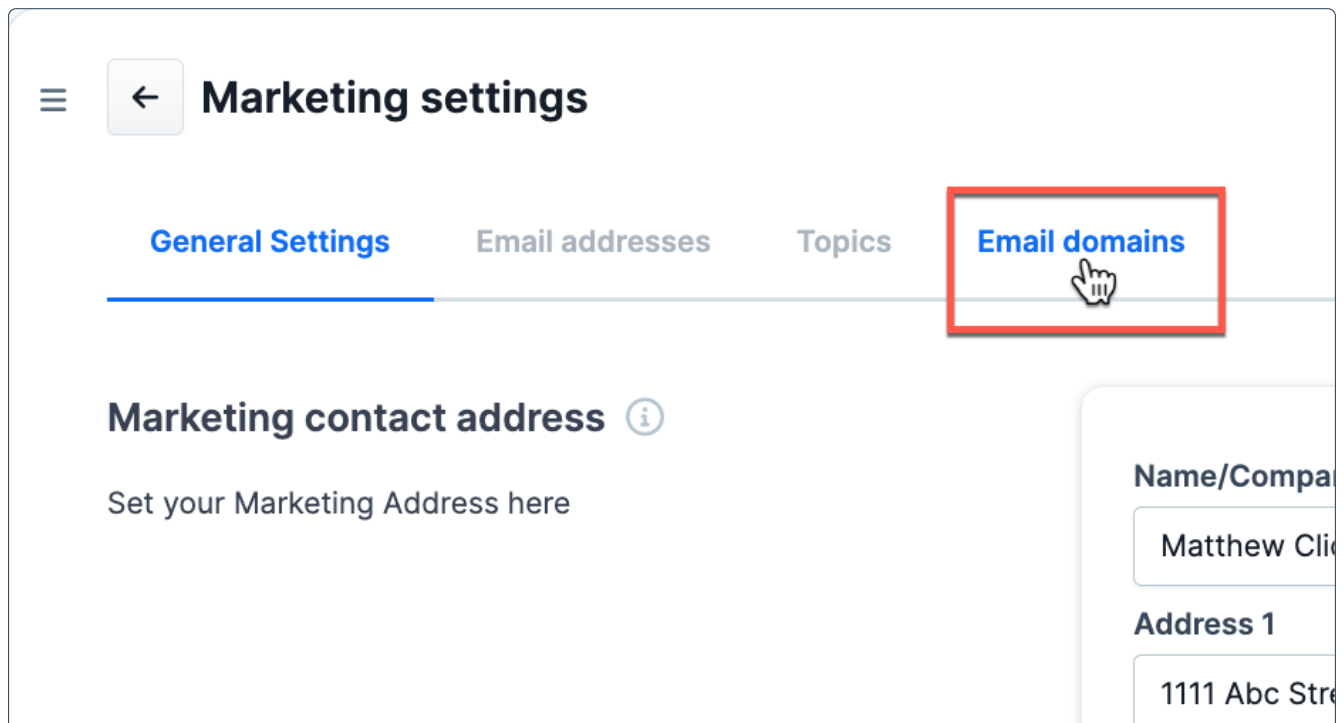 Marketing settings
General Settings Email addresses Topics Email domains
Marketing contact address
Set your Marketing Address here
Name/Compa
Matthew Cli
Address 1
1111 Abc Stre